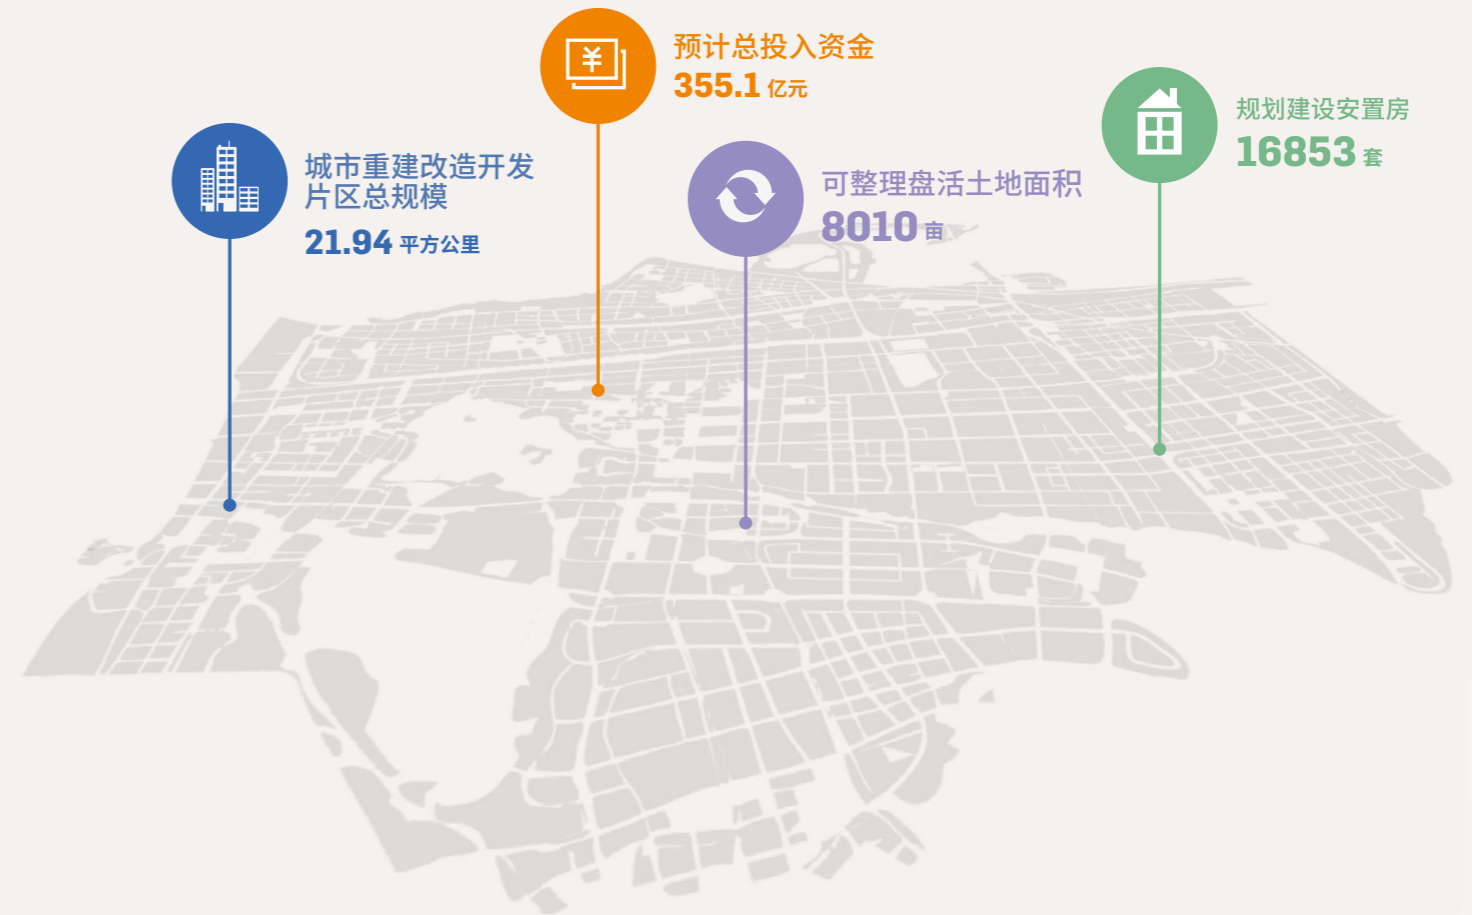 预计总投入资金
355.1 亿元
规划建设安置房
16853 套
城市重建改造开发
片区总规模
21.94 平方公里
可整理盘活土地面积
8010 亩
¥